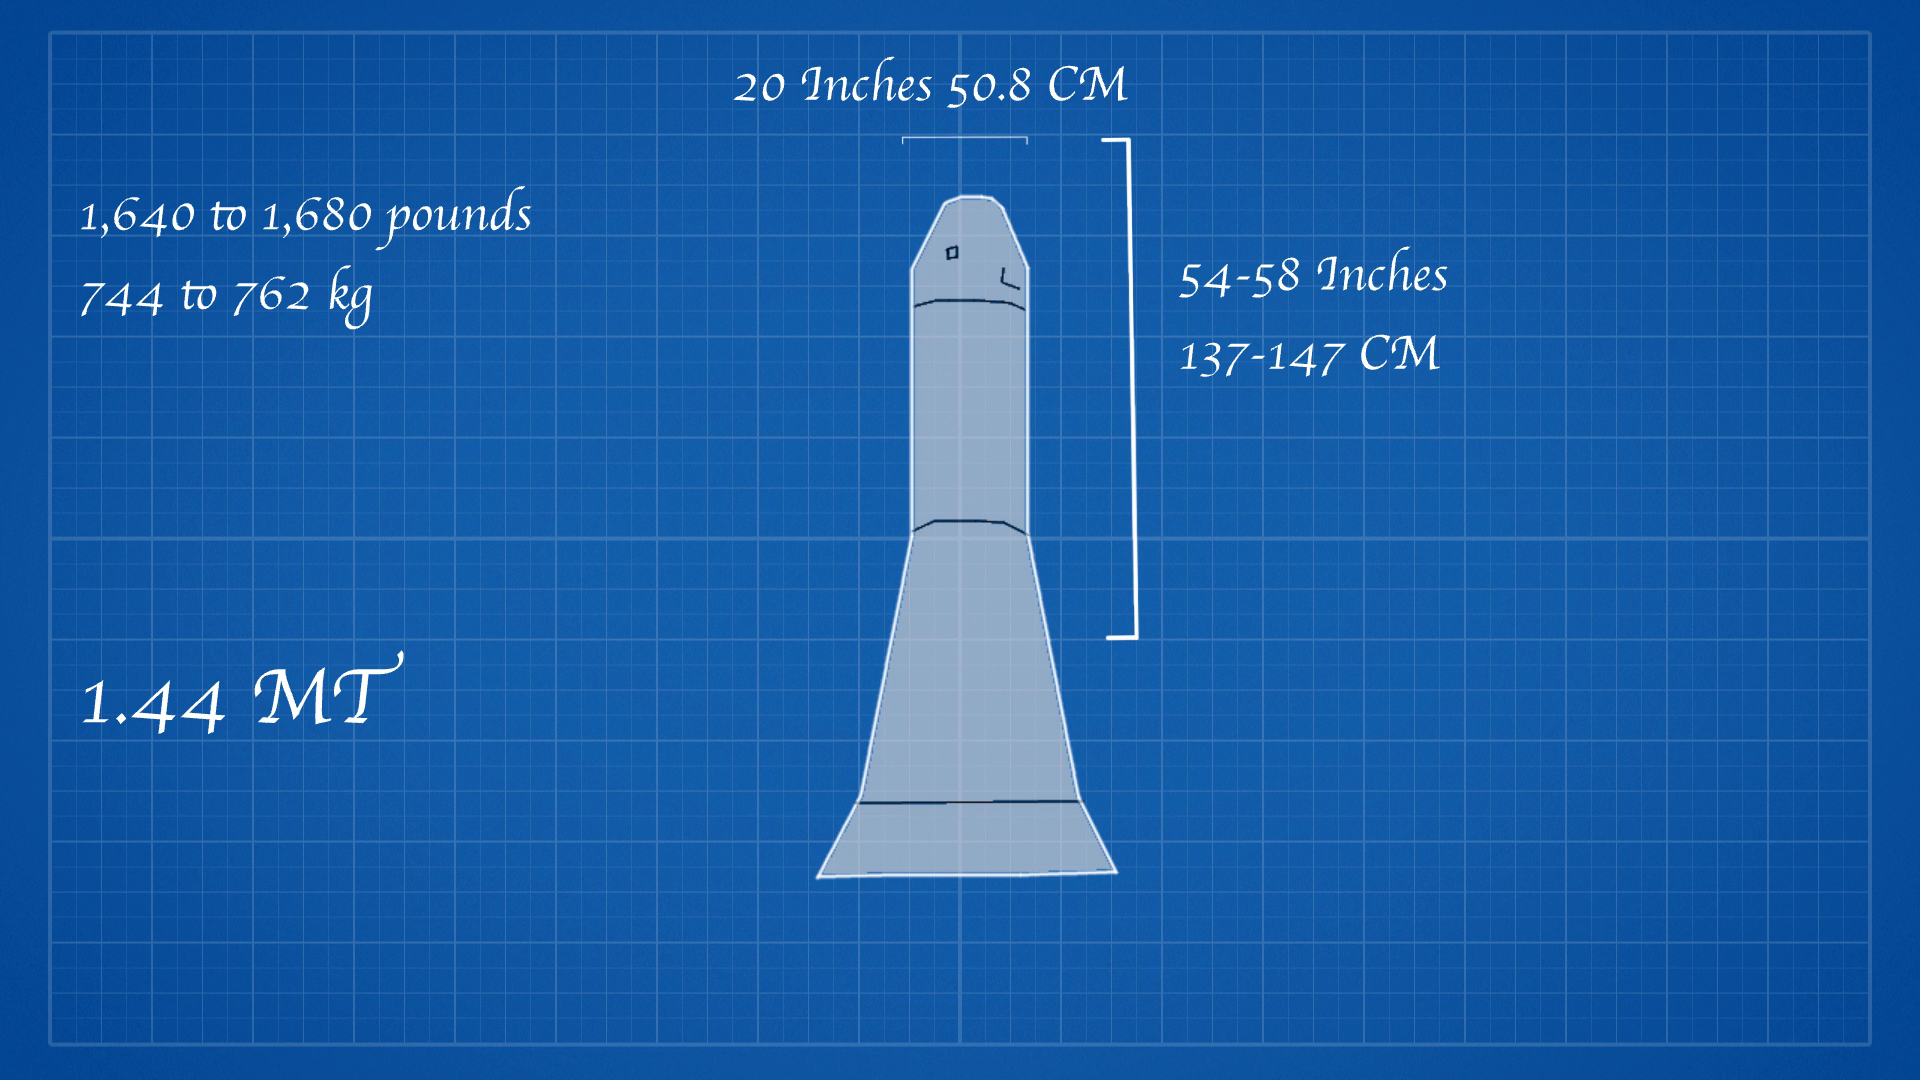 20 Inches 50.8 CM
1,640 to 1,680 pounds
744 to 762 kg
54-58 Inches
137-147 CM
1.44 MT